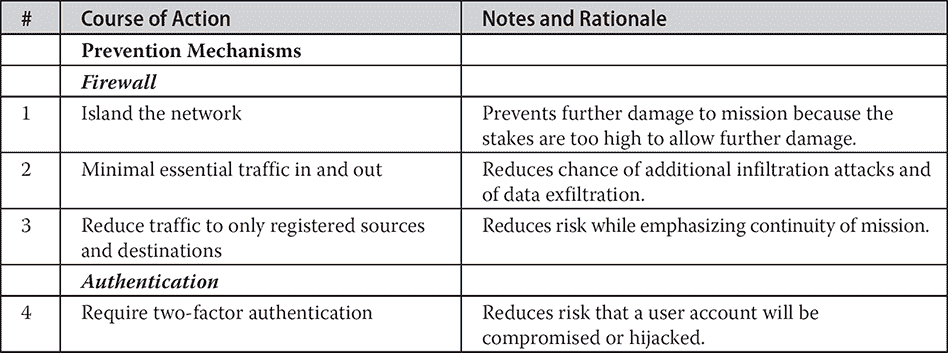 # Course of Action Notes and Rationale
Prevention Mechanisms
Firewall
1 Island the network Prevents further damage to mission because the
stakes are too high to allow further damage.
2 Minimal essential traffic in and out Reduces chance of additional infiltration attacks and
of data exfiltration.
3 Reduce traffic to only registered sources Reduces risk while emphasizing continuity of mission.
and destinations
Authentication
4 Require two-factor authentication Reduces risk that a user account will be
compromised or hijacked.